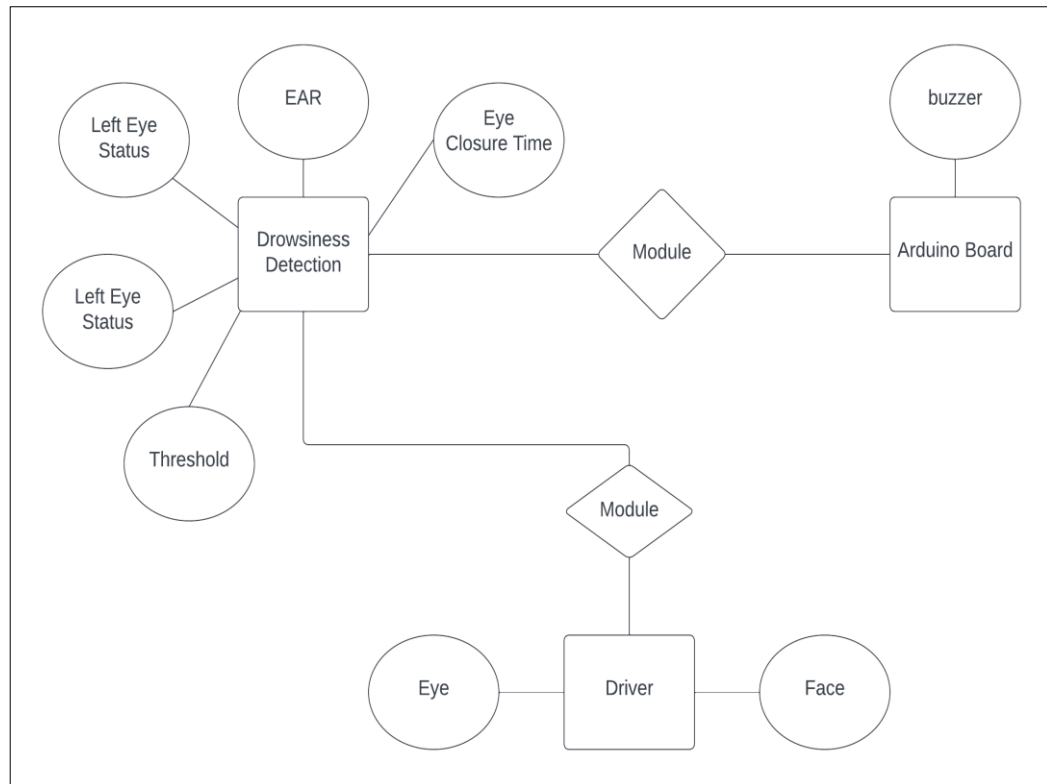 EAR
buzzer
Left Eye
Status
Eye
Closure Time
Drowsiness
Detection
Module
Arduino Board
Left Eye
Status
Threshold
Module
Eye
Driver
Face